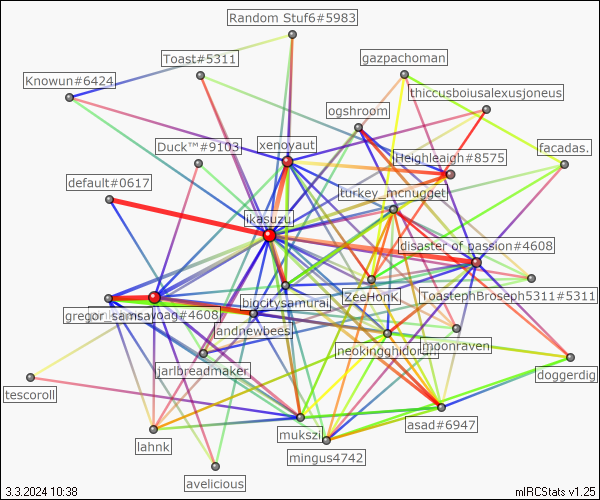 Random Stuf6#5983
Toast#5311
gazpachoman
Knowun#6424
thiccusboiusalexusjoneus
ogshroom
Duck™#9103
xenoyaut
facadas.
Heighleaigh#8575
default#0617
turkey_mcnugget
likasuzu
disaster of passion#4608
bigcitysamurai
ZeeHonk
ToastephBroseph5311#5311
gregor_samsavoag#4608
andnewbees
neokingghidorah
moonraven
jarlbreadmaker
doggerdig
tescoroll
asad#6947
lahnk
mukszi
mingus4742
avelicious
3.3.2024 10:38
mIRCStats v1.25